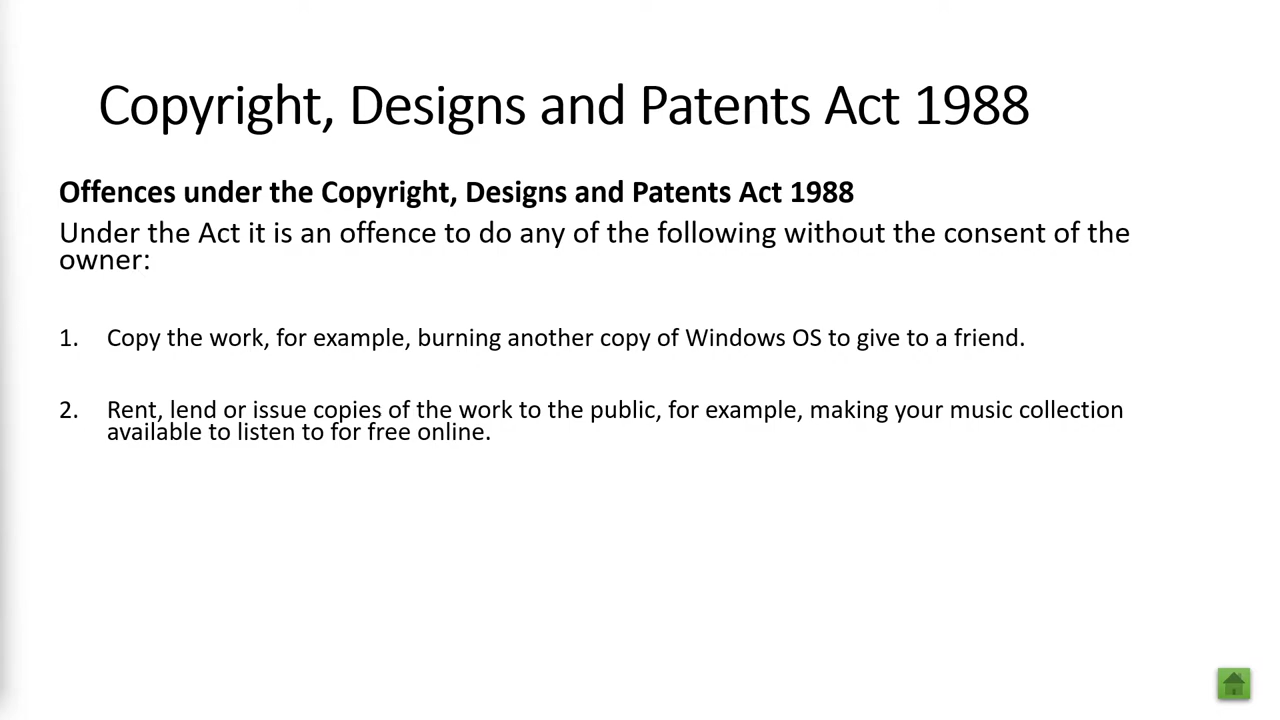 Copyright, Designs and Patents Act 1988
Offences under the Copyright, Designs and Patents Act 1988
Under the Act it is an offence to do any of the following without the consent of the
owner:
1. Copy the work, for example, burning another copy of Windows OS to give to a friend.
2. Rent, lend or issue copies of the work to the public, for example, making your music collection
available to listen to for free online.